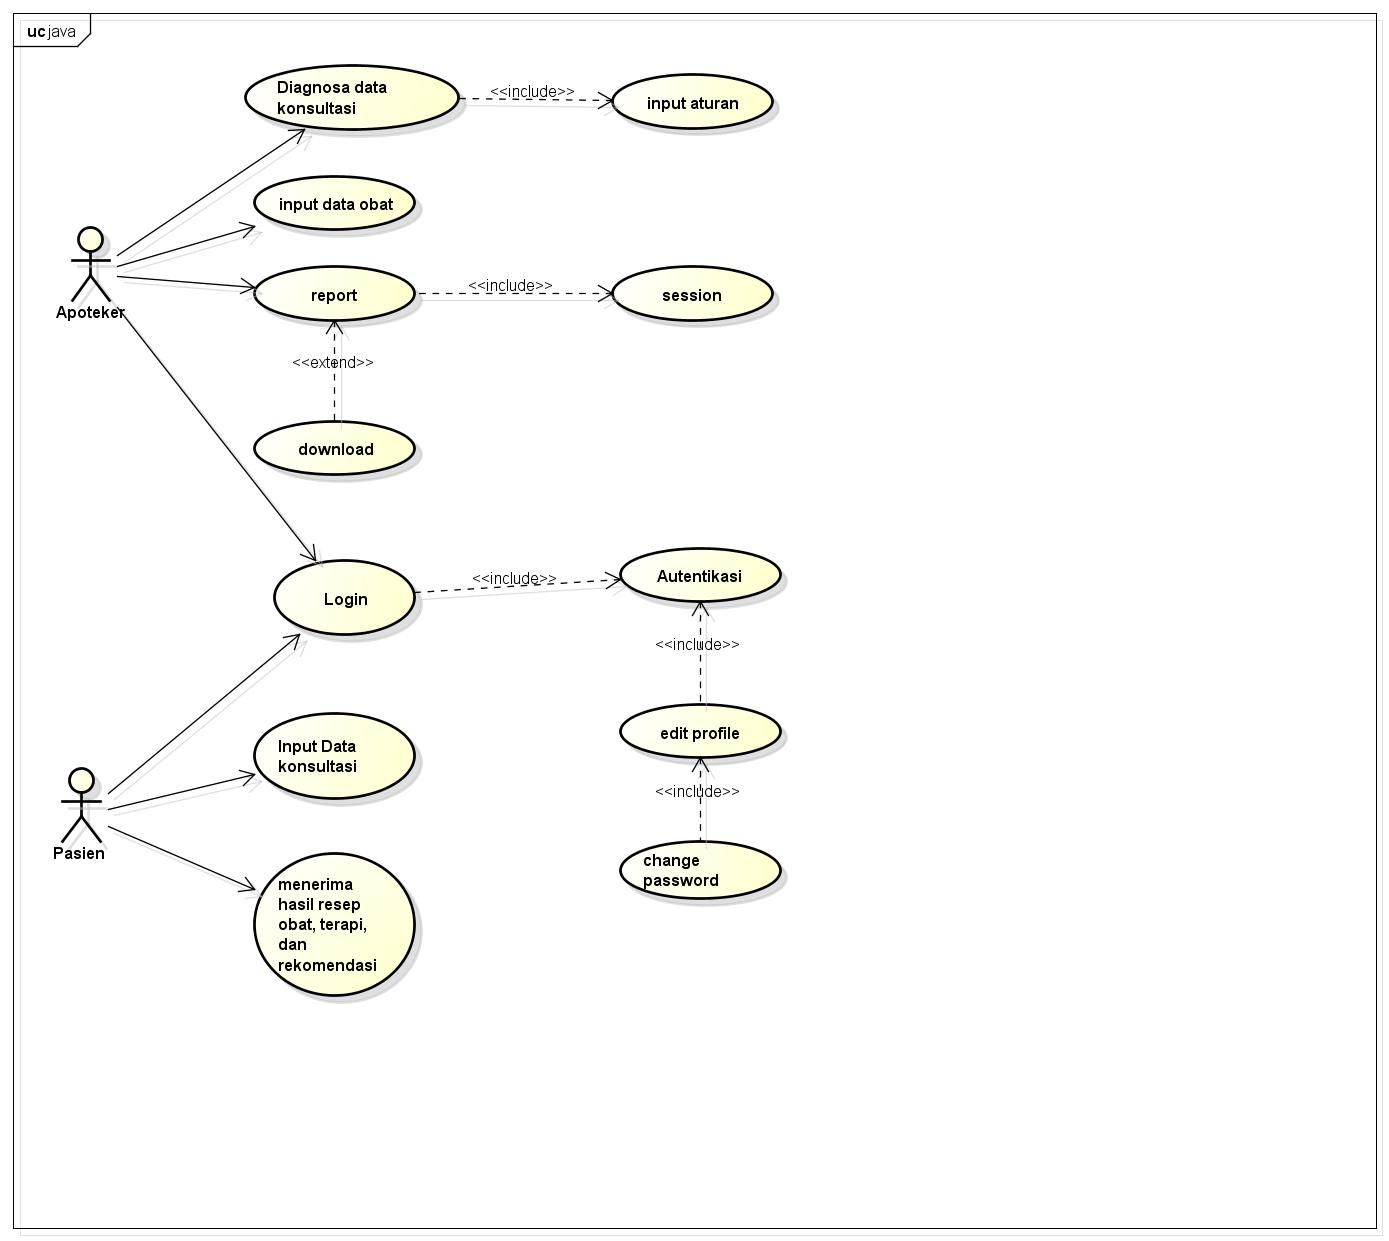 uc java
Diagnosa data
konsultasi
<<include>>
input aturan
input data obat
Apoteker
report
<<include>>
session
<<extend>>
download
Login
<<include>>
Autentikasi
<<include>>
edit profile
<<include>>
change
password
Input Data
konsultasi
Pasien
menerima
hasil resep
obat, terapi,
dan
rekomendasi